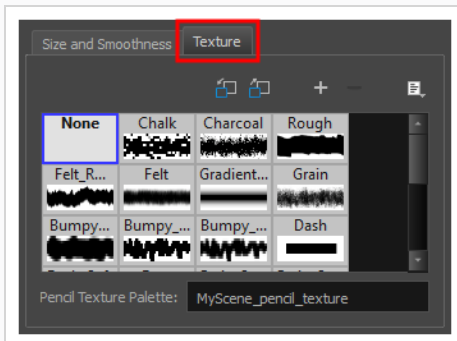 Size and Smoothness Texture
None Chalk Charcoal Rough
Felt_R... Felt Gradient... Grain
Bumpy... Bumpy_... Bumpy_... Dash
Pencil Texture Palette: MyScene_pencil_texture